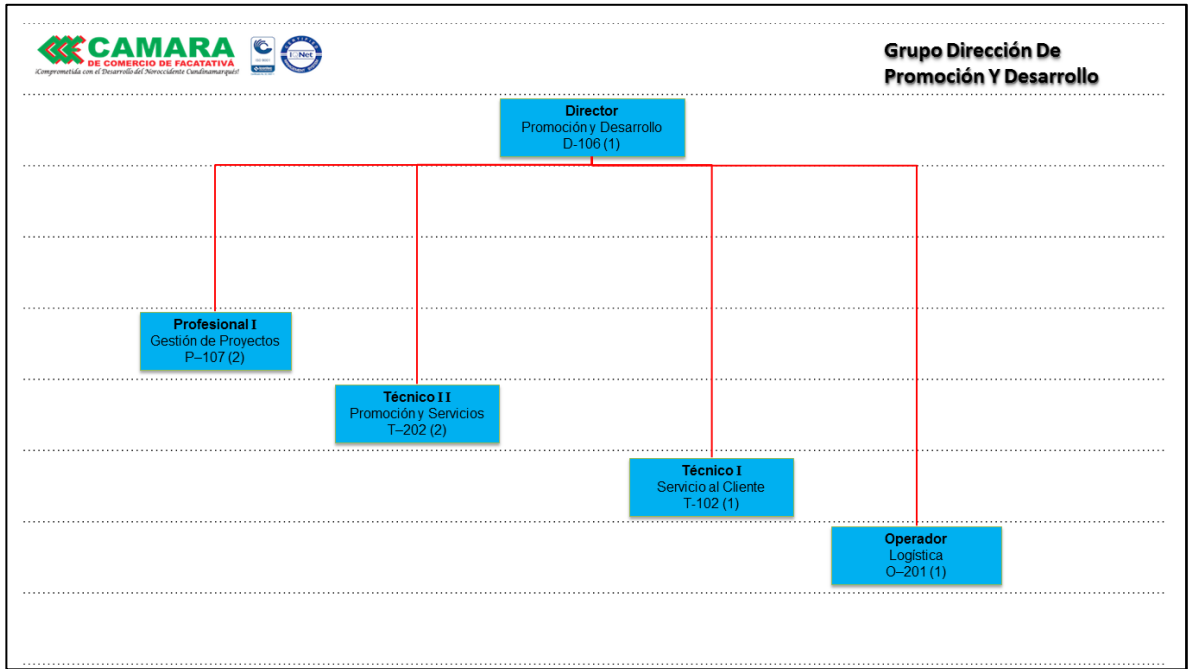 CAMARA
DE COMERCIO DE FACATATIVÁ
¡Comprometida con el Desarrollo del Noroccidente Cundinamarqués!
IQNet
Grupo Dirección De
Promoción Y Desarrollo
Director
Promoción y Desarrollo
D-106 (1)
Profesional I
Gestión de Proyectos
P–107 (2)
Técnico II
Promoción y Servicios
T–202 (2)
Técnico I
Servicio al Cliente
T-102 (1)
Operador
Logística
O–201 (1)